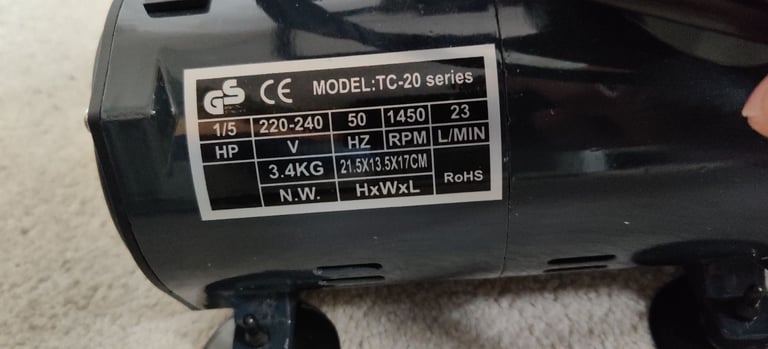 GS CE MODEL:TC-20 series
1/5 220-240 50 1450 23
HP V HZ RPM L/MIN
3.4KG 21.5X13.5X17CM
RoHS
N.W. HxWxL